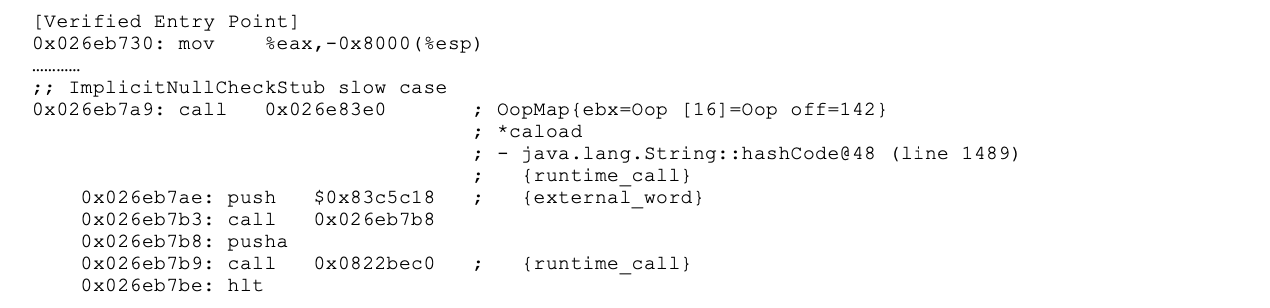 [Verified Entry Point]
0x026eb730: mov    %eax,-0x8000(%esp)
…………
;; ImplicitNullCheckStub slow case
0x026eb7a9: call   0x026e83e0       ; OopMap{ebx=Oop [16]=Oop off=142}
                                    ; *caload
                                    ; - java.lang.String::hashCode@48 (line 1489)
                                    ;   {runtime_call}
    0x026eb7ae: push   $0x83c5c18   ;   {external_word}
    0x026eb7b3: call   0x026eb7b8
    0x026eb7b8: pusha
    0x026eb7b9: call   0x0822bec0   ;   {runtime_call}
    0x026eb7be: hlt